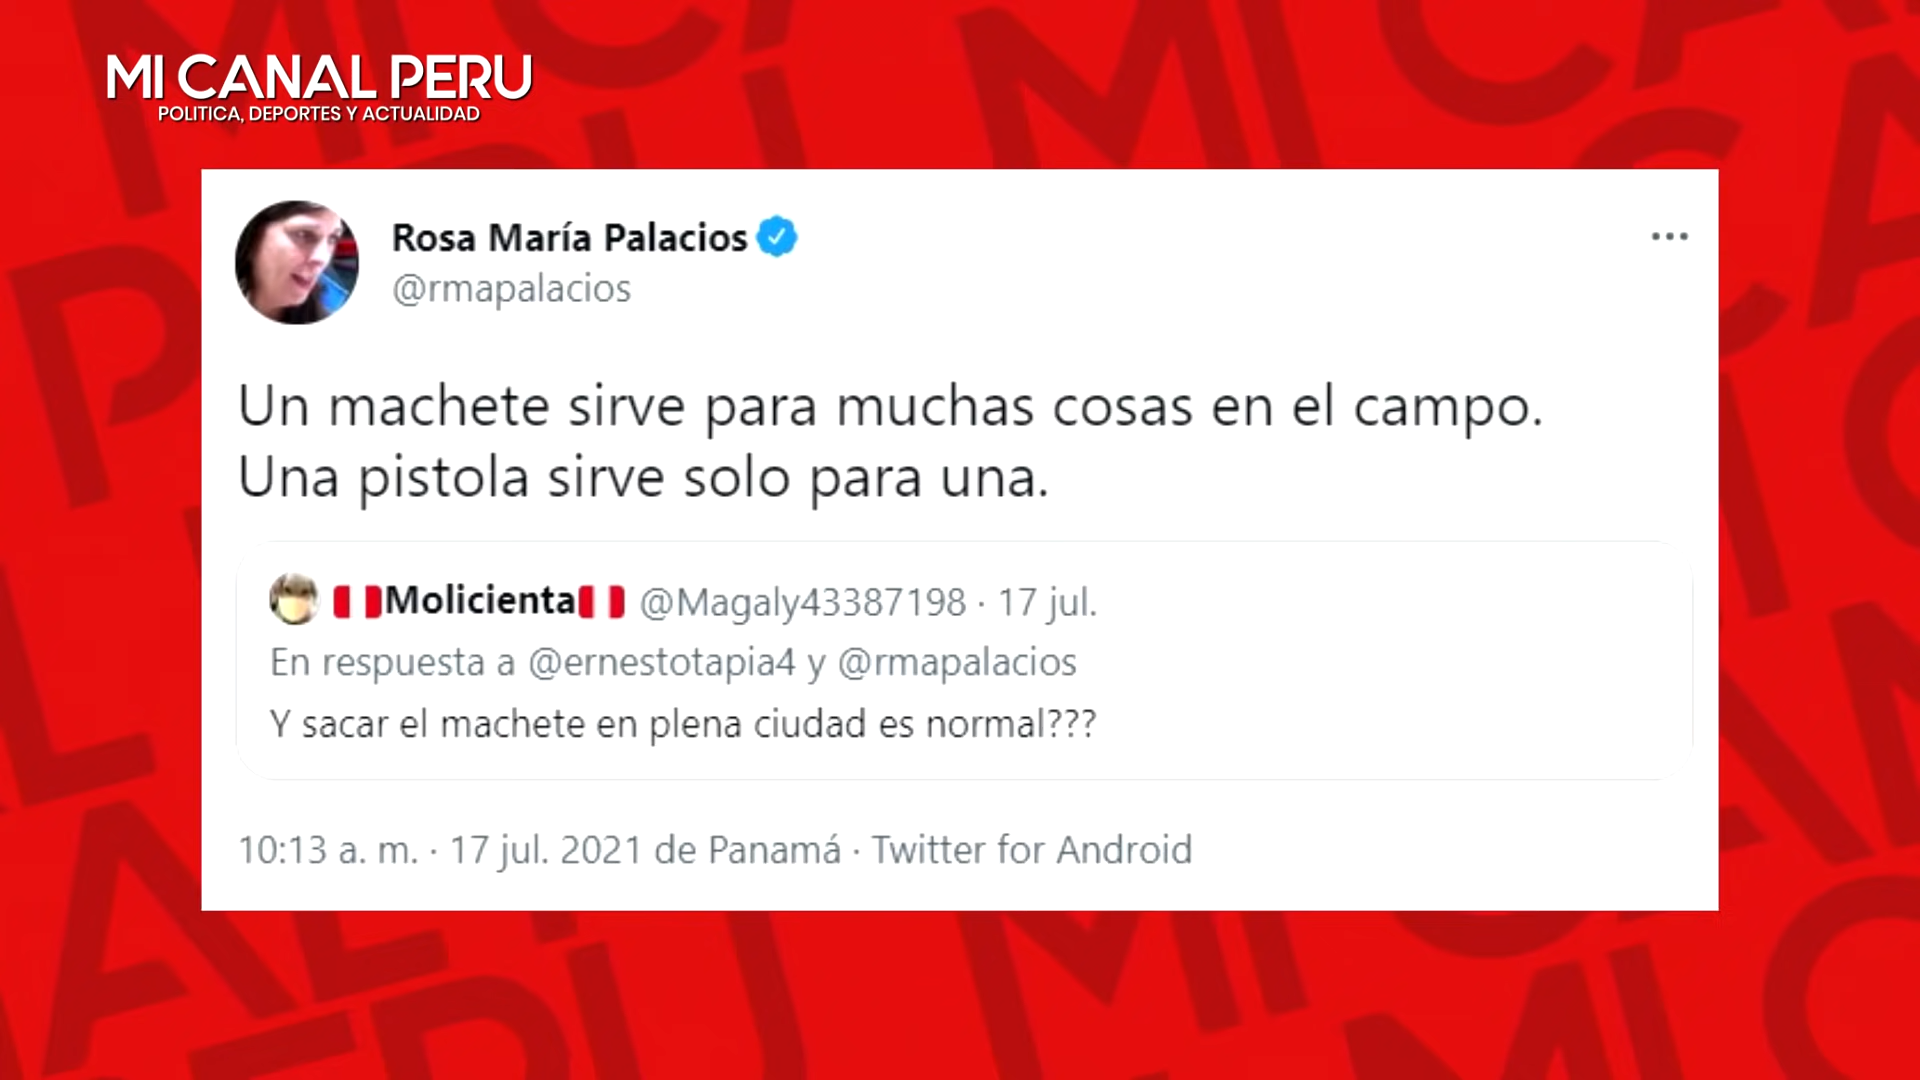 MI CANAL PERU
POLITICA, DEPORTES Y ACTUALIDAD
Rosa María Palacios
@rmapalacios
Un machete sirve para muchas cosas en el campo.
Una pistola sirve solo para una.
Molicienta @Magaly43387198 · 17 jul.
En respuesta a @ernestotapia4 y @rmapalacios
Y sacar el machete en plena ciudad es normal???
10:13 a. m. · 17 jul. 2021 de Panamá · Twitter for Android